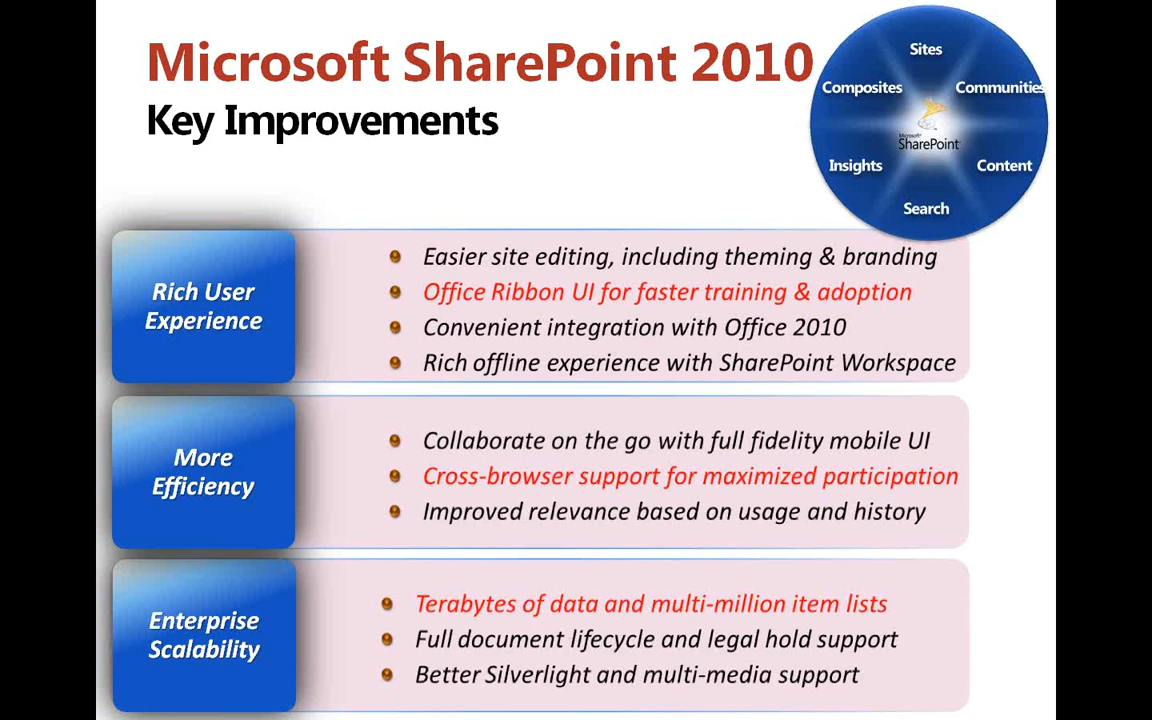 Microsoft SharePoint 2010
Key Improvements
Sites
Composites
Communities
Microsoft
SharePoint
Insights
Content
Search
Rich User
Experience
Easier site editing, including theming & branding
Office Ribbon UI for faster training & adoption
Convenient integration with Office 2010
Rich offline experience with SharePoint Workspace
More
Efficiency
Collaborate on the go with full fidelity mobile UI
Cross-browser support for maximized participation
Improved relevance based on usage and history
Enterprise
Scalability
Terabytes of data and multi-million item lists
Full document lifecycle and legal hold support
Better Silverlight and multi-media support